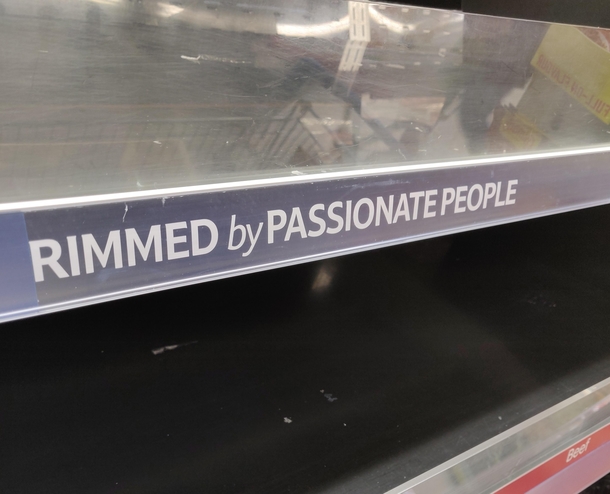 RIMMED by PASSIONATE PEOPLE
Beef